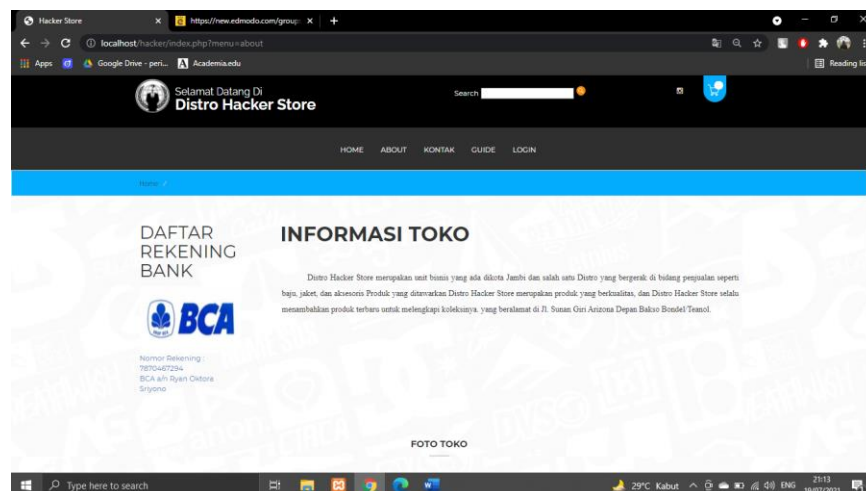 Hacker Store
https://new.edmodo.com/group
localhost/hacker/index.php?menu=about
Apps
Google Drive - peri...
Academia.edu
Reading lis
Selamat Datang Di
Distro Hacker Store
Search
HOME ABOUT KONTAK GUIDE LOGIN
Home /
DAFTAR
REKENING
BANK
BCA
Nomor Rekening :
7870467294
BCA a/n Ryan Oktora
Sriyono
INFORMASI TOKO
Distro Hacker Store merupakan unit bisnis yang ada dikota Jambi dan salah satu Distro yang bergerak di bidang penjualan seperti
baju, jaket, dan aksesoris Produk yang ditawarkan Distro Hacker Store merupakan produk yang berkualitas, dan Distro Hacker Store selalu
menambahkan produk terbaru untuk melengkapi koleksinya. yang beralamat di Jl. Sunan Giri Arizona Depan Bakso Bondel/Teanol.
FOTO TOKO
Type here to search
29°C Kabut
ENG
21:13
19/07/2021